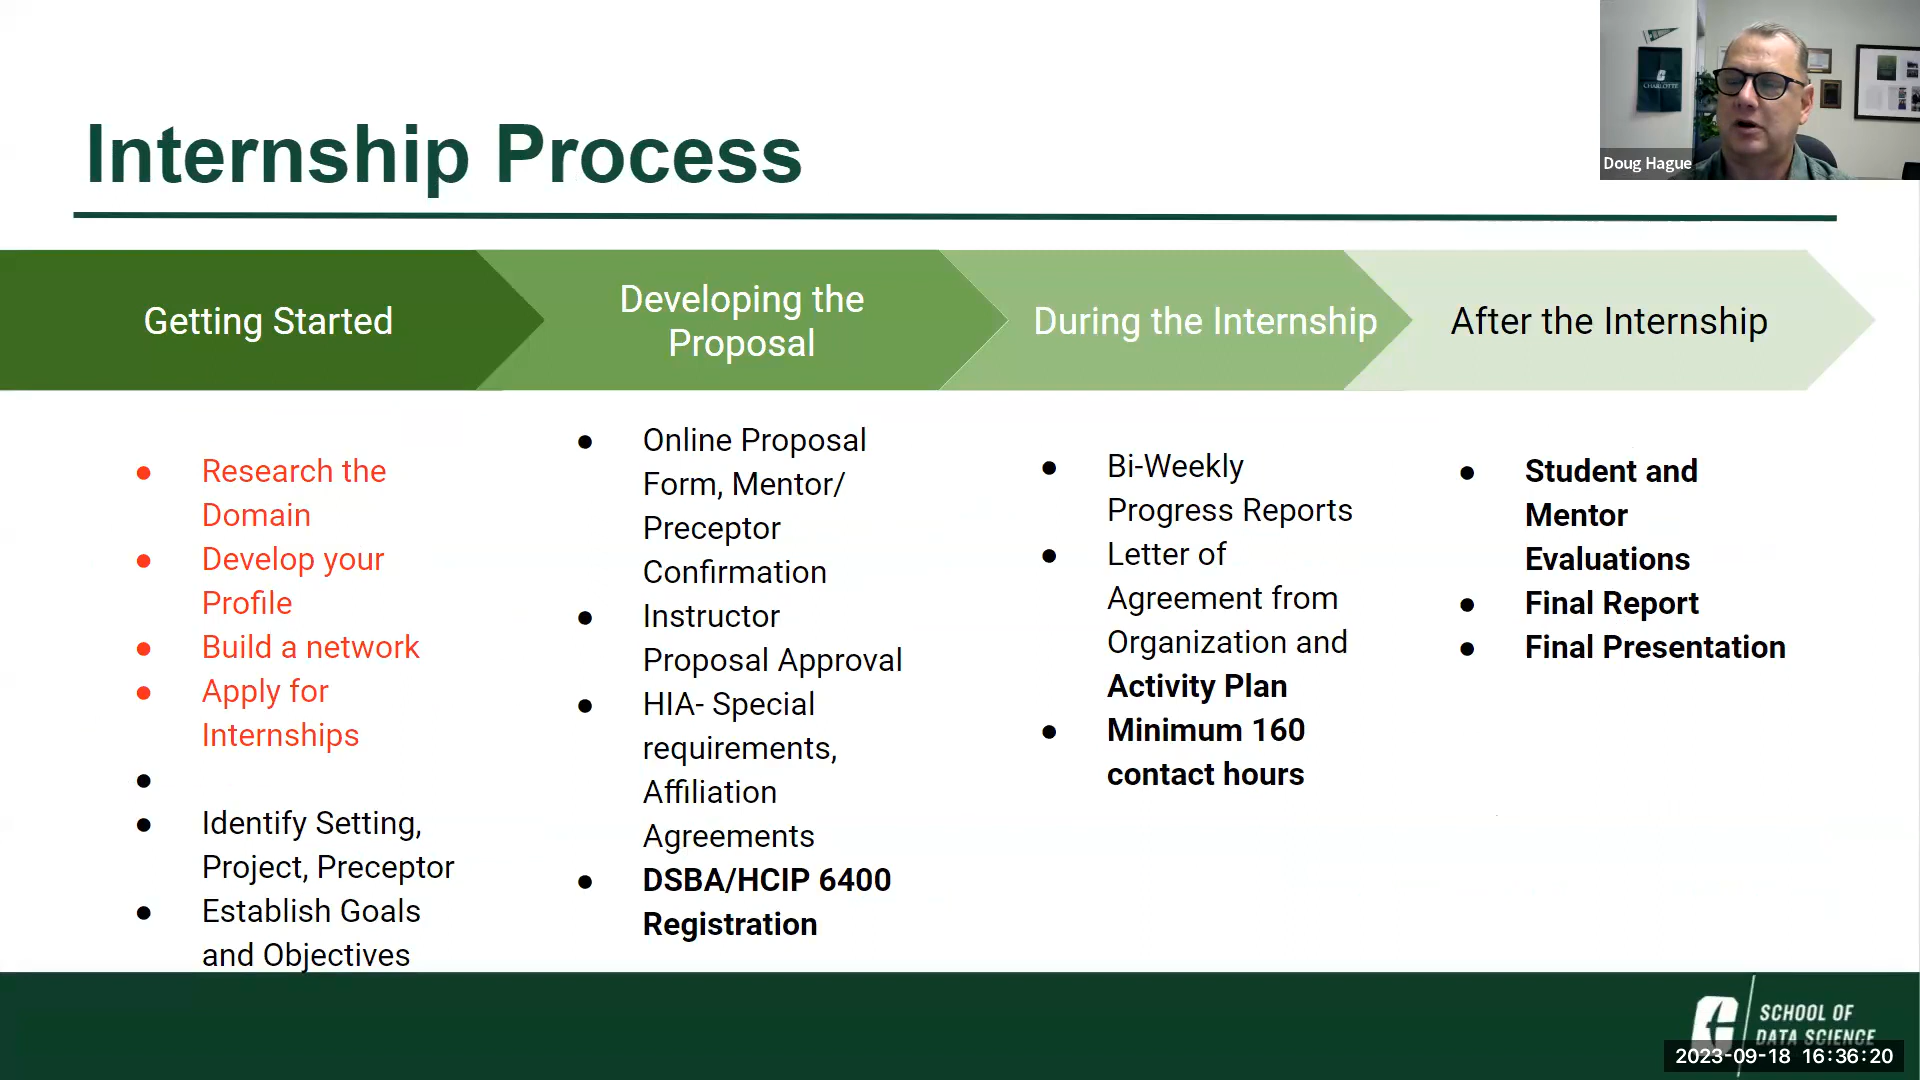 Internship Process
CHARLOTTE
Doug Hague
Getting Started
Developing the
Proposal
During the Internship
After the Internship
● Research the
Domain
● Develop your
Profile
● Build a network
● Apply for
Internships
●
● Identify Setting,
Project, Preceptor
● Establish Goals
and Objectives
● Online Proposal
Form, Mentor/
Preceptor
Confirmation
● Instructor
Proposal Approval
● HIA- Special
requirements,
Affiliation
Agreements
● DSBA/HCIP 6400
Registration
● Bi-Weekly
Progress Reports
● Letter of
Agreement from
Organization and
Activity Plan
● Minimum 160
contact hours
● Student and
Mentor
Evaluations
● Final Report
● Final Presentation
SCHOOL OF
DATA SCIENCE
2023-09-18 16:36:20